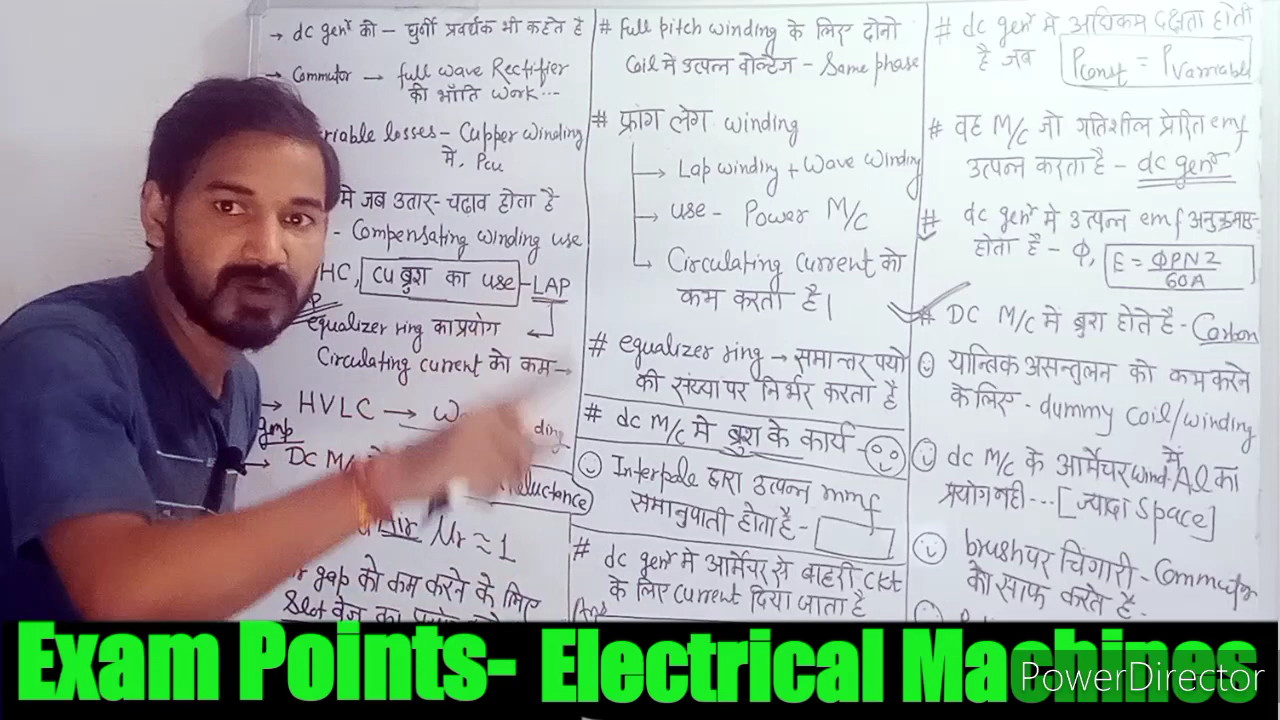 → dc genr को – घुर्णी प्रवर्धक भी कहते है
→ Commutor → full wave Rectifier
की भाँति work...
riable losses – Cupper winding
में, Pcu
मे जब उतार-चढ़ाव होता है
- Compensating winding use
HC, cu ब्रुश का use - LAP
equalizer ring का प्रयोग
Circulating current को कम →
→ HVLC →
ding
→ DC M/
uctance)
Air μr ≈ 1
gap को कम करने के लिए
Slot वेज का
# Full pitch winding के लिए दोनो
Coil मे उत्पन्न वोल्टेज – Same phase
# फ्रांग लेग winding
→ Lap winding + Wave winding
→ use – Power M/C
Circulating current को
कम करता है।
# equalizer ring → समान्तर पथो
की संख्या पर निर्भर करता है
# dc M/C मे ब्रुश के कार्य –
Interpole द्वारा उत्पन्न mmf
समानुपाती होता है –
# dc genr मे आर्मेचर से बाहरी ckt
के लिए current दिया जाता है
Ans
# dc genr मे अधिकम दक्षता होती
है जब Pconst = Pvariable
# वह M/C जो गतिशील प्रेरित emf
उत्पन्न करता है – dc genr
# dc genr मे उत्पन्न emf अनुक्रमानु-
होता है – φ, E = φPNZ
60A
# DC M/C में ब्रुश होते है – Carbon
यान्त्रिक असन्तुलन को कम करने
के लिए - dummy Coil/winding
dc M/C के आर्मेचर wind. में Al का
प्रयोग नही ... [ज्यादा Space]
brush पर चिंगारी – Commutor
को साफ करते है.
Exam Points- Electrical Machines
PowerDirector